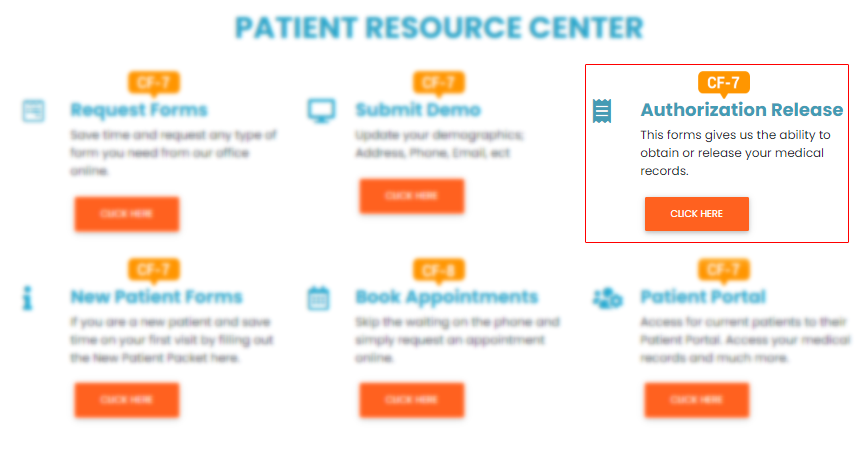 PATIENT RESOURCE CENTER
CF-7
Request Forms
Save time and request any type of
form you need from our office
online.
CLICK HERE
CF-7
Submit Demo
Update your demographics;
Address, Phone, Email, ect
CLICK HERE
CF-7
Authorization Release
This forms gives us the ability to
obtain or release your medical
records.
CLICK HERE
CF-7
New Patient Forms
If you are a new patient and save
time on your first visit by filling out
the New Patient Packet here.
CLICK HERE
CF-8
Book Appointments
Skip the waiting on the phone and
simply request an appointment
online.
CLICK HERE
CF-7
Patient Portal
Access for current patients to their
Patient Portal. Access your medical
records and much more.
CLICK HERE